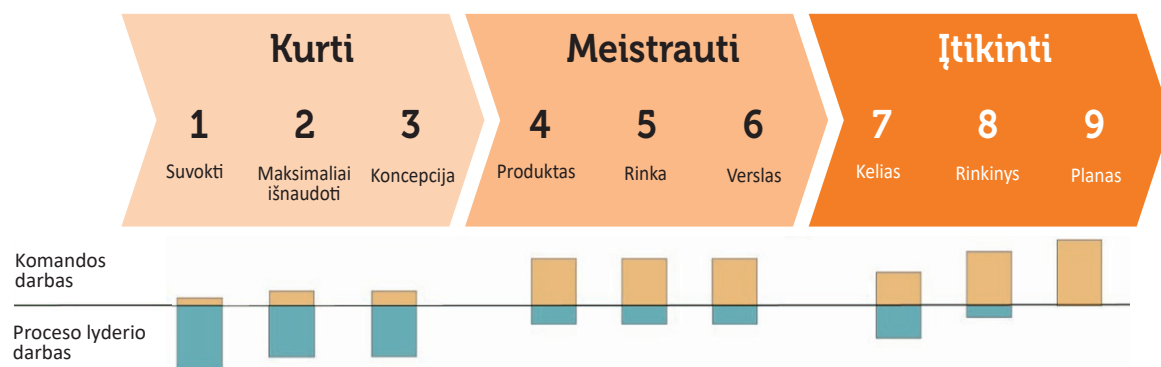 Kurti
Meistrauti
Įtikinti
1
2
3
4
5
6
7
8
9
Suvokti
Maksimaliai
išnaudoti
Koncepcija
Produktas
Rinka
Verslas
Kelias
Rinkinys
Planas
Komandos
darbas
Proceso lyderio
darbas